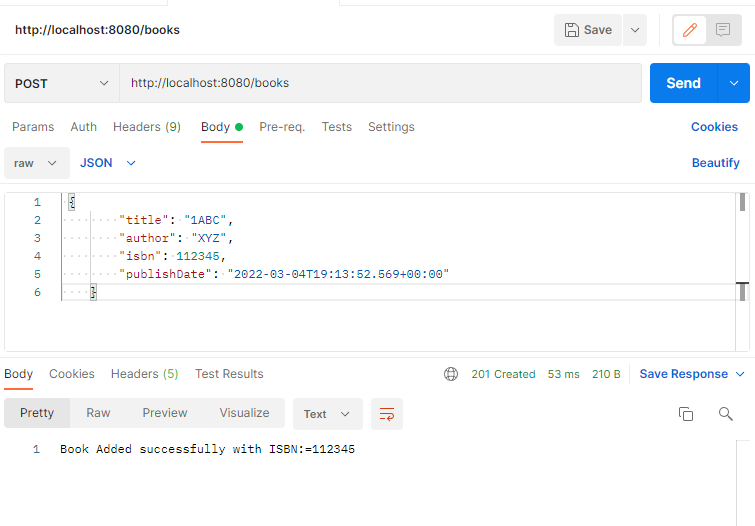 http://localhost:8080/books
Save
POST
http://localhost:8080/books
Send
Params Auth Headers (9) Body Pre-req. Tests Settings Cookies
raw JSON Beautify
1 {
2 "title": "1ABC",
3 "author": "XYZ",
4 "isbn": 112345,
5 "publishDate": "2022-03-04T19:13:52.569+00:00"
6 }
Body Cookies Headers (5) Test Results 201 Created 53 ms 210 B Save Response
Pretty Raw Preview Visualize Text
1 Book Added successfully with ISBN:=112345